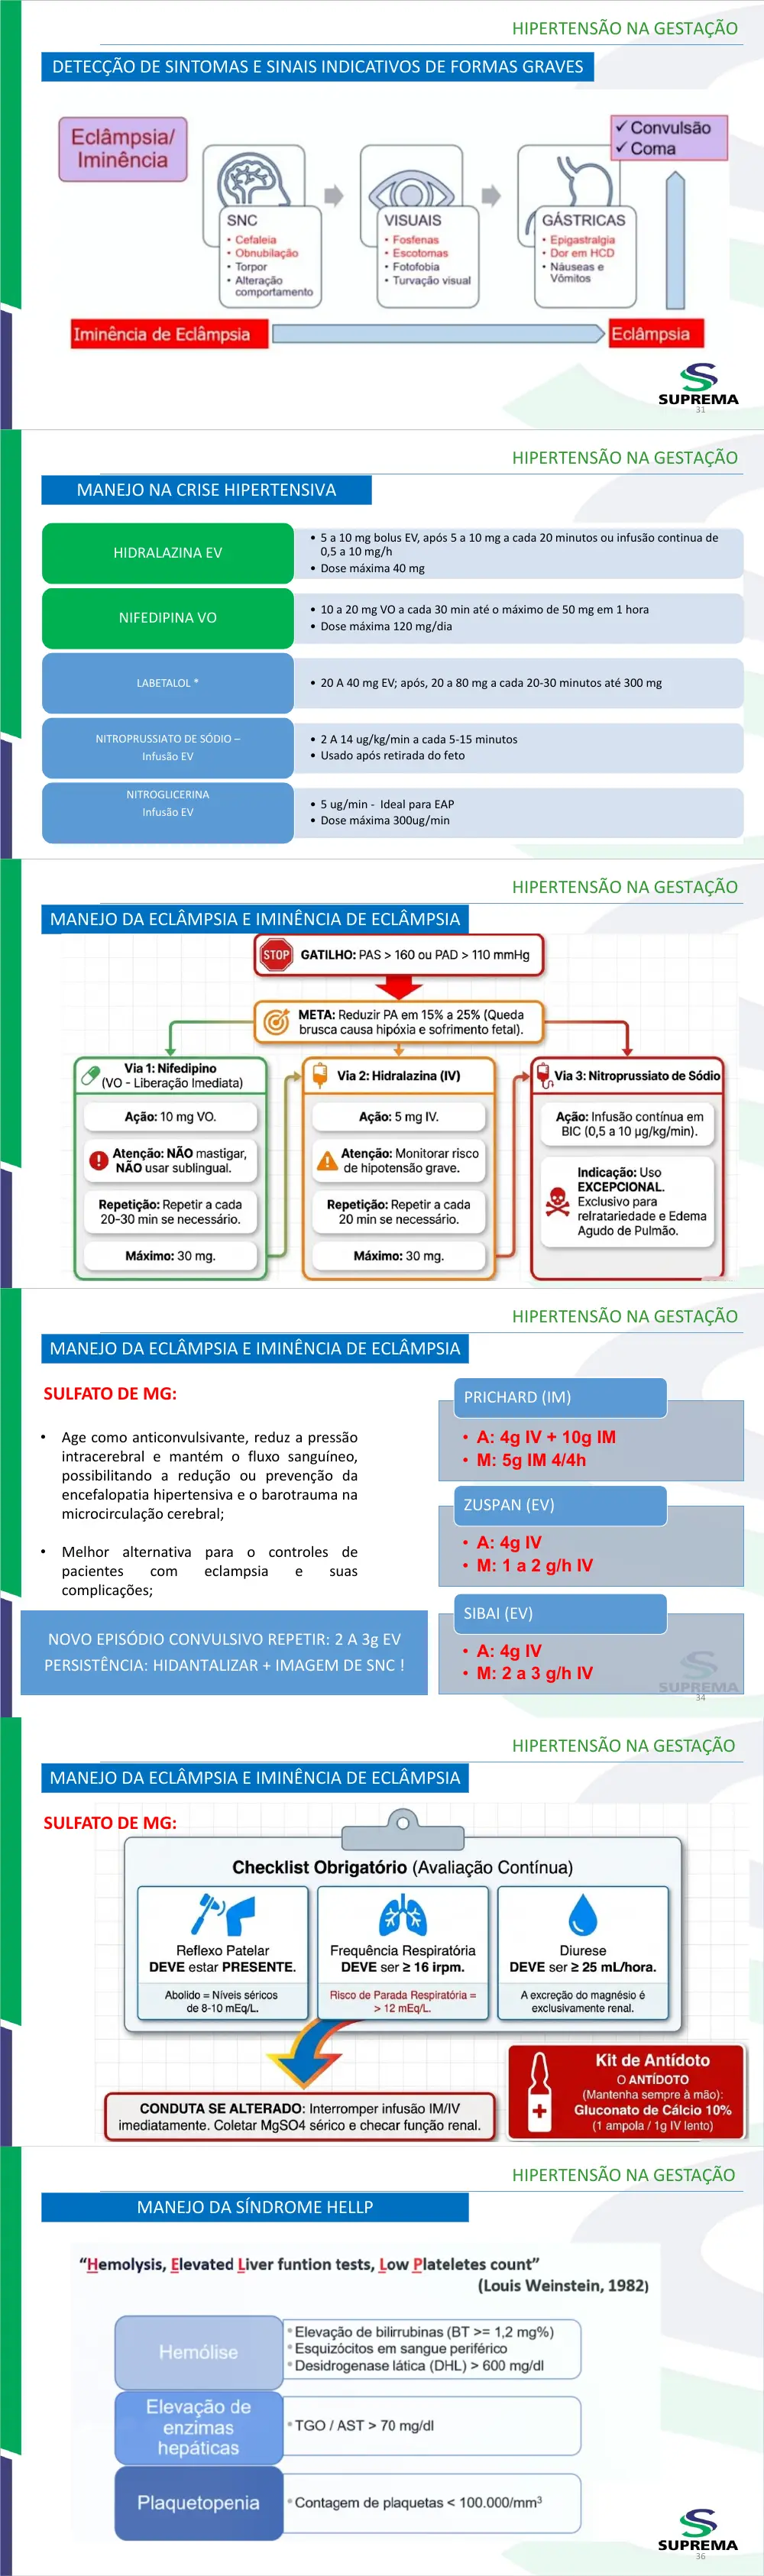 HIPERTENSÃO NA GESTAÇÃO
DETECÇÃO DE SINTOMAS E SINAIS INDICATIVOS DE FORMAS GRAVES
Eclâmpsia/
Iminência
✓ Convulsão
✓ Coma
SNC
• Cefaleia
• Obnubilação
• Torpor
• Alteração
comportamento
VISUAIS
• Fosfenas
• Escotomas
• Fotofobia
• Turvação visual
GÁSTRICAS
• Epigastralgia
• Dor em HCD
• Náuseas e
Vômitos
Iminência de Eclâmpsia
Eclâmpsia
SUPREMA
31
HIPERTENSÃO NA GESTAÇÃO
MANEJO NA CRISE HIPERTENSIVA
HIDRALAZINA EV
• 5 a 10 mg bolus EV, após 5 a 10 mg a cada 20 minutos ou infusão continua de
0,5 a 10 mg/h
• Dose máxima 40 mg
NIFEDIPINA VO
• 10 a 20 mg VO a cada 30 min até o máximo de 50 mg em 1 hora
• Dose máxima 120 mg/dia
LABETALOL *
• 20 A 40 mg EV; após, 20 a 80 mg a cada 20-30 minutos até 300 mg
NITROPRUSSIATO DE SÓDIO –
Infusão EV
• 2 A 14 ug/kg/min a cada 5-15 minutos
• Usado após retirada do feto
NITROGLICERINA
Infusão EV
• 5 ug/min - Ideal para EAP
• Dose máxima 300ug/min
HIPERTENSÃO NA GESTAÇÃO
MANEJO DA ECLÂMPSIA E IMINÊNCIA DE ECLÂMPSIA
STOP
GATILHO: PAS > 160 ou PAD > 110 mmHg
META: Reduzir PA em 15% a 25% (Queda
brusca causa hipóxia e sofrimento fetal).
Via 1: Nifedipino
(VO - Liberação Imediata)
Ação: 10 mg VO.
Atenção: NÃO mastigar,
NÃO usar sublingual.
Repetição: Repetir a cada
20-30 min se necessário.
Máximo: 30 mg.
Via 2: Hidralazina (IV)
Ação: 5 mg IV.
Atenção: Monitorar risco
de hipotensão grave.
Repetição: Repetir a cada
20 min se necessário.
Máximo: 30 mg.
Via 3: Nitroprussiato de Sódio
Ação: Infusão contínua em
BIC (0,5 a 10 µg/kg/min).
Indicação: Uso
EXCEPCIONAL.
Exclusivo para
refratariedade e Edema
Agudo de Pulmão.
HIPERTENSÃO NA GESTAÇÃO
MANEJO DA ECLÂMPSIA E IMINÊNCIA DE ECLÂMPSIA
SULFATO DE MG:
• Age como anticonvulsivante, reduz a pressão
intracerebral e mantém o fluxo sanguíneo,
possibilitando a redução ou prevenção da
encefalopatia hipertensiva e o barotrauma na
microcirculação cerebral;
• Melhor alternativa para o controles de
pacientes com eclampsia e suas
complicações;
NOVO EPISÓDIO CONVULSIVO REPETIR: 2 A 3g EV
PERSISTÊNCIA: HIDANTALIZAR + IMAGEM DE SNC !
PRICHARD (IM)
• A: 4g IV + 10g IM
• M: 5g IM 4/4h
ZUSPAN (EV)
• A: 4g IV
• M: 1 a 2 g/h IV
SIBAI (EV)
• A: 4g IV
• M: 2 a 3 g/h IV
SUPREMA
34
HIPERTENSÃO NA GESTAÇÃO
MANEJO DA ECLÂMPSIA E IMINÊNCIA DE ECLÂMPSIA
SULFATO DE MG:
Checklist Obrigatório (Avaliação Contínua)
Reflexo Patelar
DEVE estar PRESENTE.
Abolido = Níveis séricos
de 8-10 mEq/L.
Frequência Respiratória
DEVE ser ≥ 16 irpm.
Risco de Parada Respiratória =
> 12 mEq/L.
Diurese
DEVE ser ≥ 25 mL/hora.
A excreção do magnésio é
exclusivamente renal.
CONDUTA SE ALTERADO: Interromper infusão IM/IV
imediatamente. Coletar MgSO4 sérico e checar função renal.
Kit de Antídoto
O ANTÍDOTO
(Mantenha sempre à mão):
Gluconato de Cálcio 10%
(1 ampola / 1g IV lento)
HIPERTENSÃO NA GESTAÇÃO
MANEJO DA SÍNDROME HELLP
“Hemolysis, Elevated Liver funtion tests, Low Plateletes count”
(Louis Weinstein, 1982)
Hemólise
• Elevação de bilirrubinas (BT >= 1,2 mg%)
• Esquizócitos em sangue periférico
• Desidrogenase lática (DHL) > 600 mg/dl
Elevação de
enzimas
hepáticas
• TGO / AST > 70 mg/dl
Plaquetopenia
• Contagem de plaquetas < 100.000/mm³
SUPREMA
36